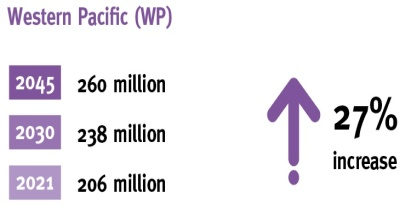 Western Pacific (WP)
2045 260 million
2030 238 million
2021 206 million
27%
increase